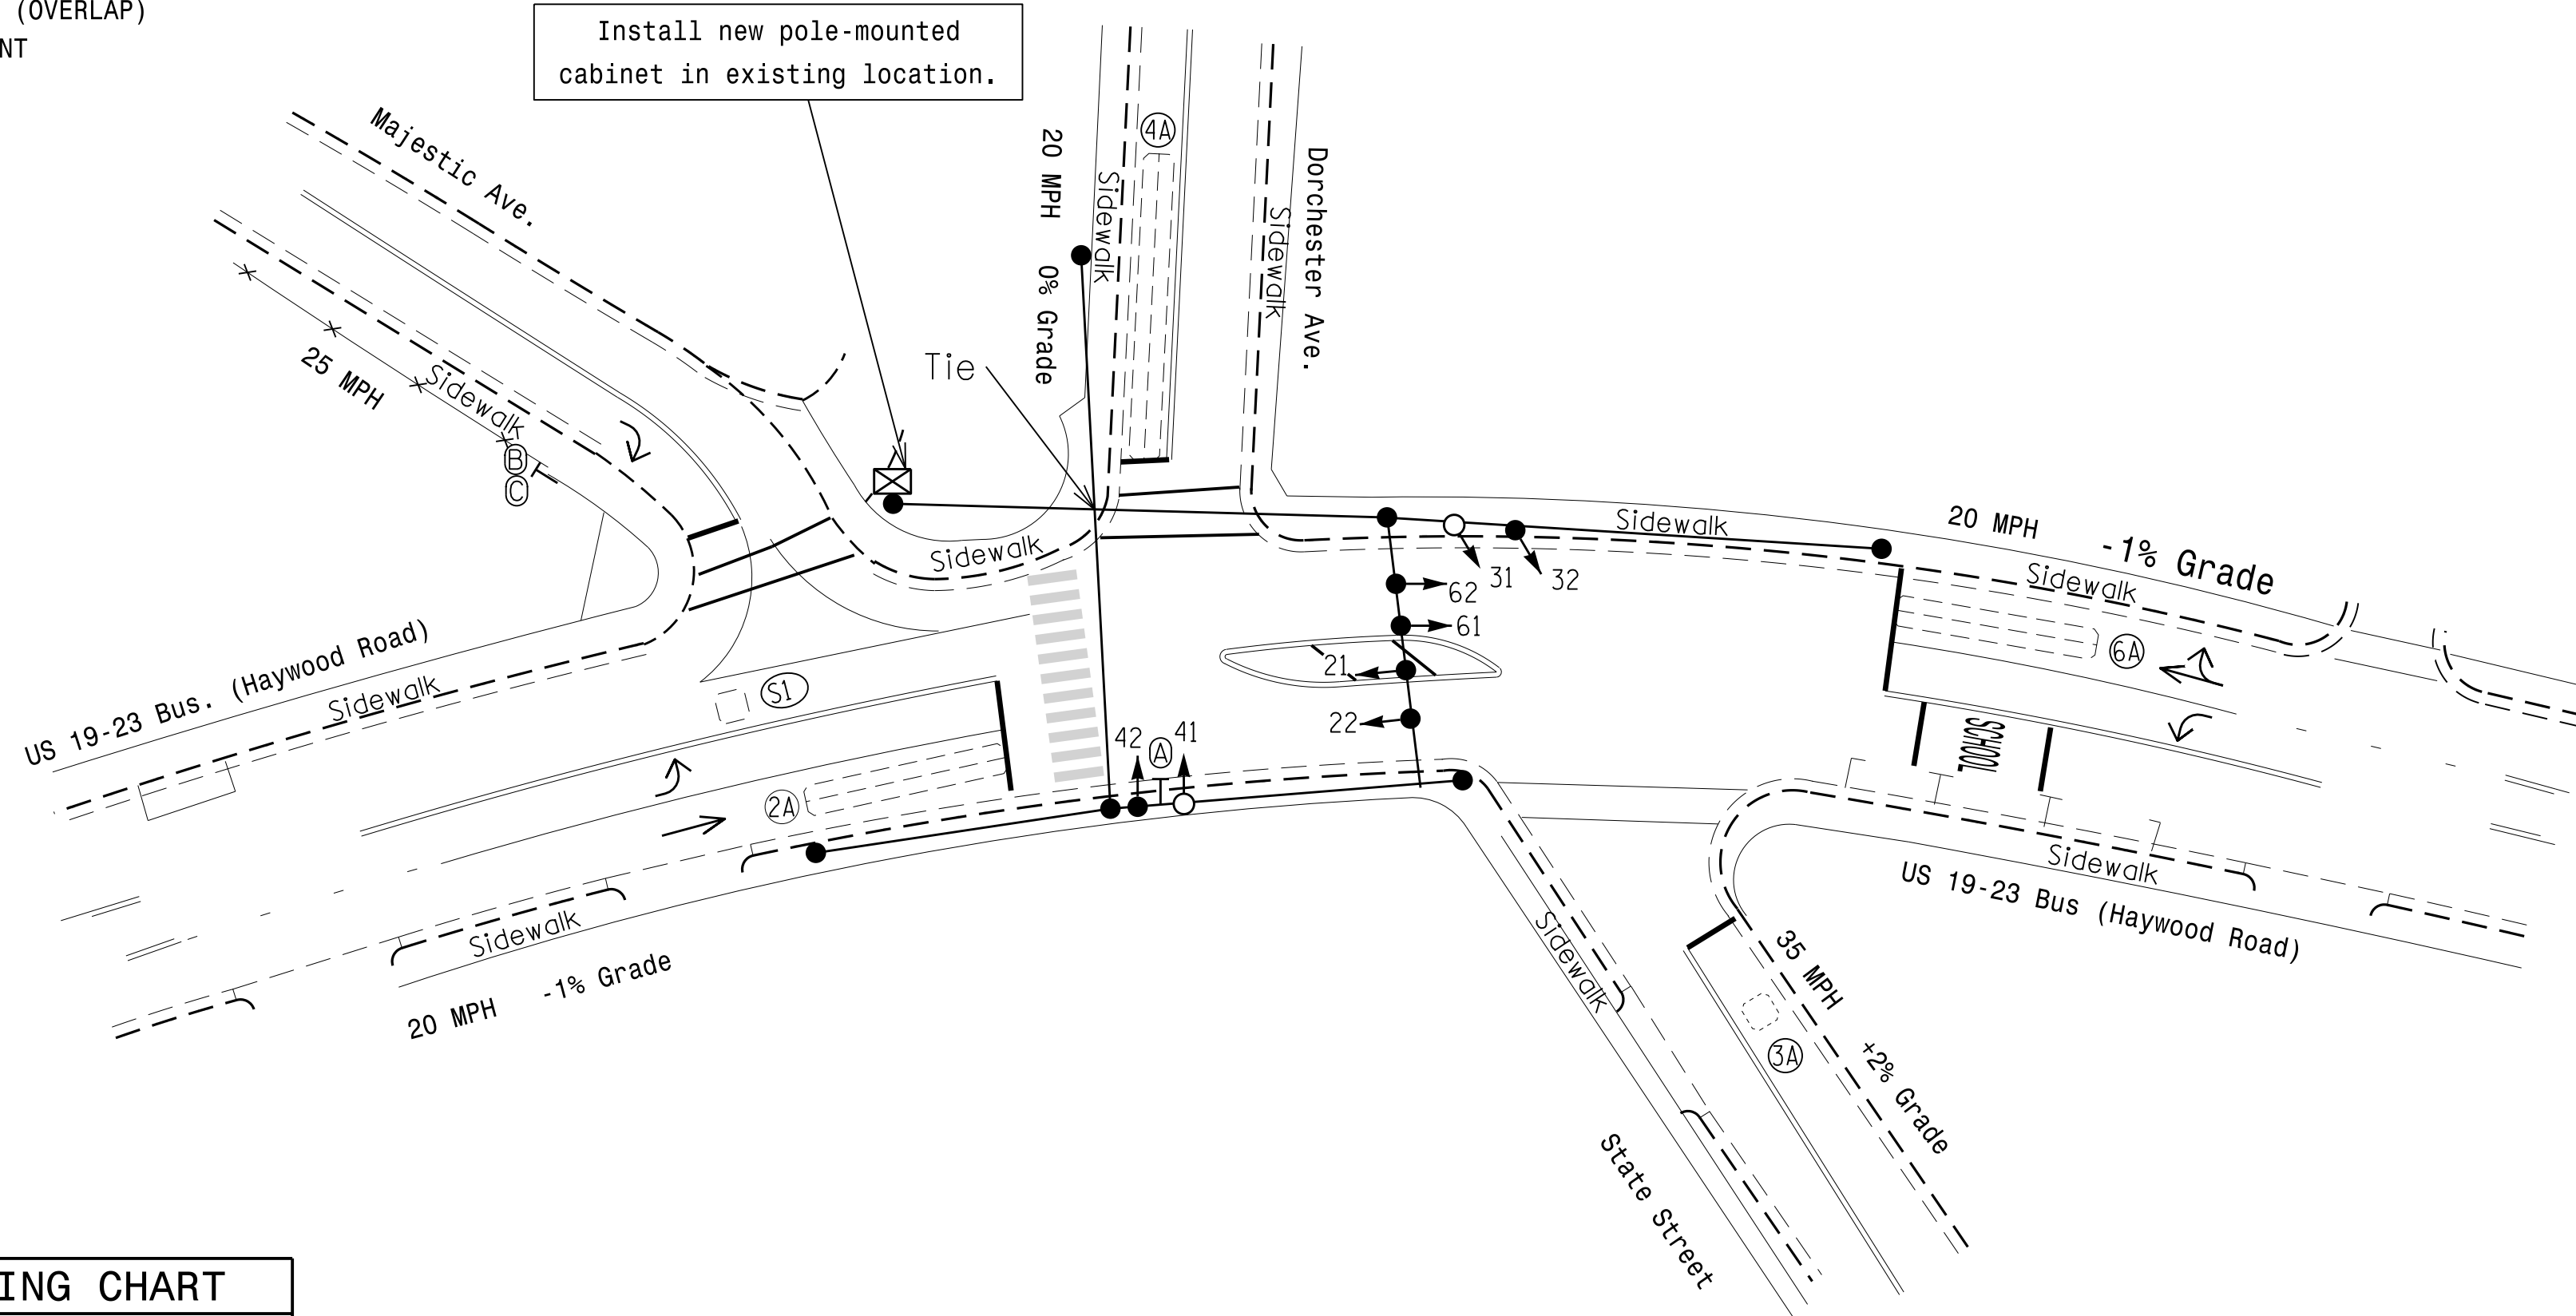 (OVERLAP)
NT
Install new pole-mounted
cabinet in existing location.
Majestic Ave.
25 MPH
Sidewalk
B
C
20 MPH 0% Grade
Sidewalk
4A
Sidewalk
Dorchester Ave.
Tie
Sidewalk
Sidewalk
31
32
62
61
21
22
42
A
41
20 MPH -1% Grade
Sidewalk
6A
SCHOOL
US 19-23 Bus. (Haywood Road)
Sidewalk
S1
2A
Sidewalk
20 MPH -1% Grade
Sidewalk
US 19-23 Bus (Haywood Road)
Sidewalk
35 MPH +2% Grade
3A
State Street
ING CHART